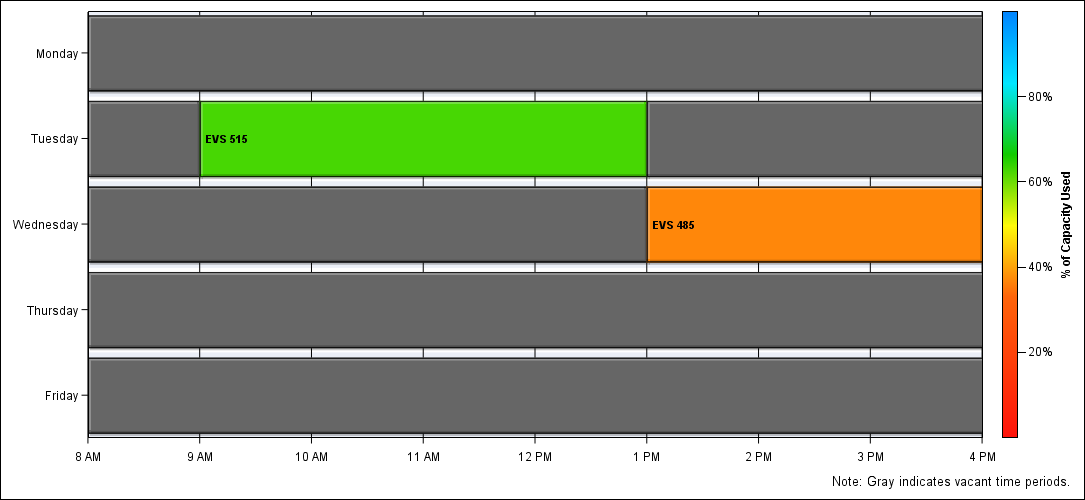 Monday
Tuesday
EVS 515
Wednesday
EVS 485
Thursday
Friday
8 AM
9 AM
10 AM
11 AM
12 PM
1 PM
2 PM
3 PM
4 PM
80%
60%
40%
20%
% of Capacity Used
Note: Gray indicates vacant time periods.